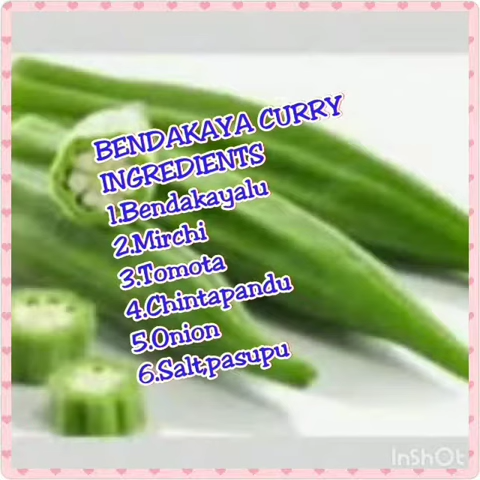 BENDAKAYA CURRY
INGREDIENTS
1.Bendakayalu
2.Mirchi
3.Tomota
4.Chintapandu
5.Onion
6.Salt,pasupu
InShOt